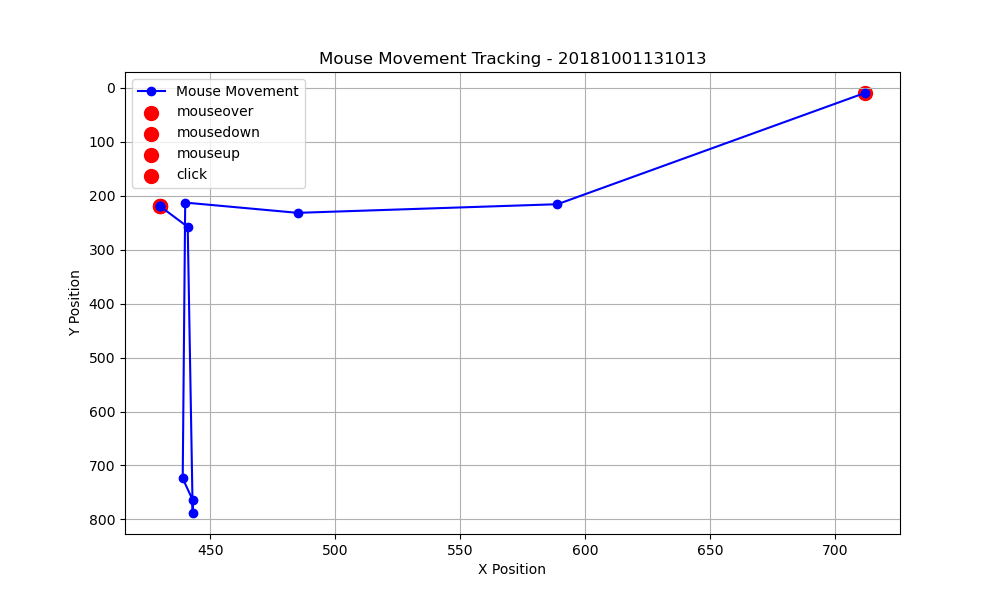 Mouse Movement Tracking - 20181001131013
Mouse Movement
mouseover
mousedown
mouseup
click
0
100
200
300
400
500
600
700
800
Y Position
450
500
550
600
650
700
X Position